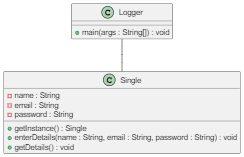 C Logger
+ main(args : String[]) : void
C Single
name : String
email : String
password : String
getInstance() : Single
enterDetails(name : String, email : String, password : String) : void
getDetails() : void